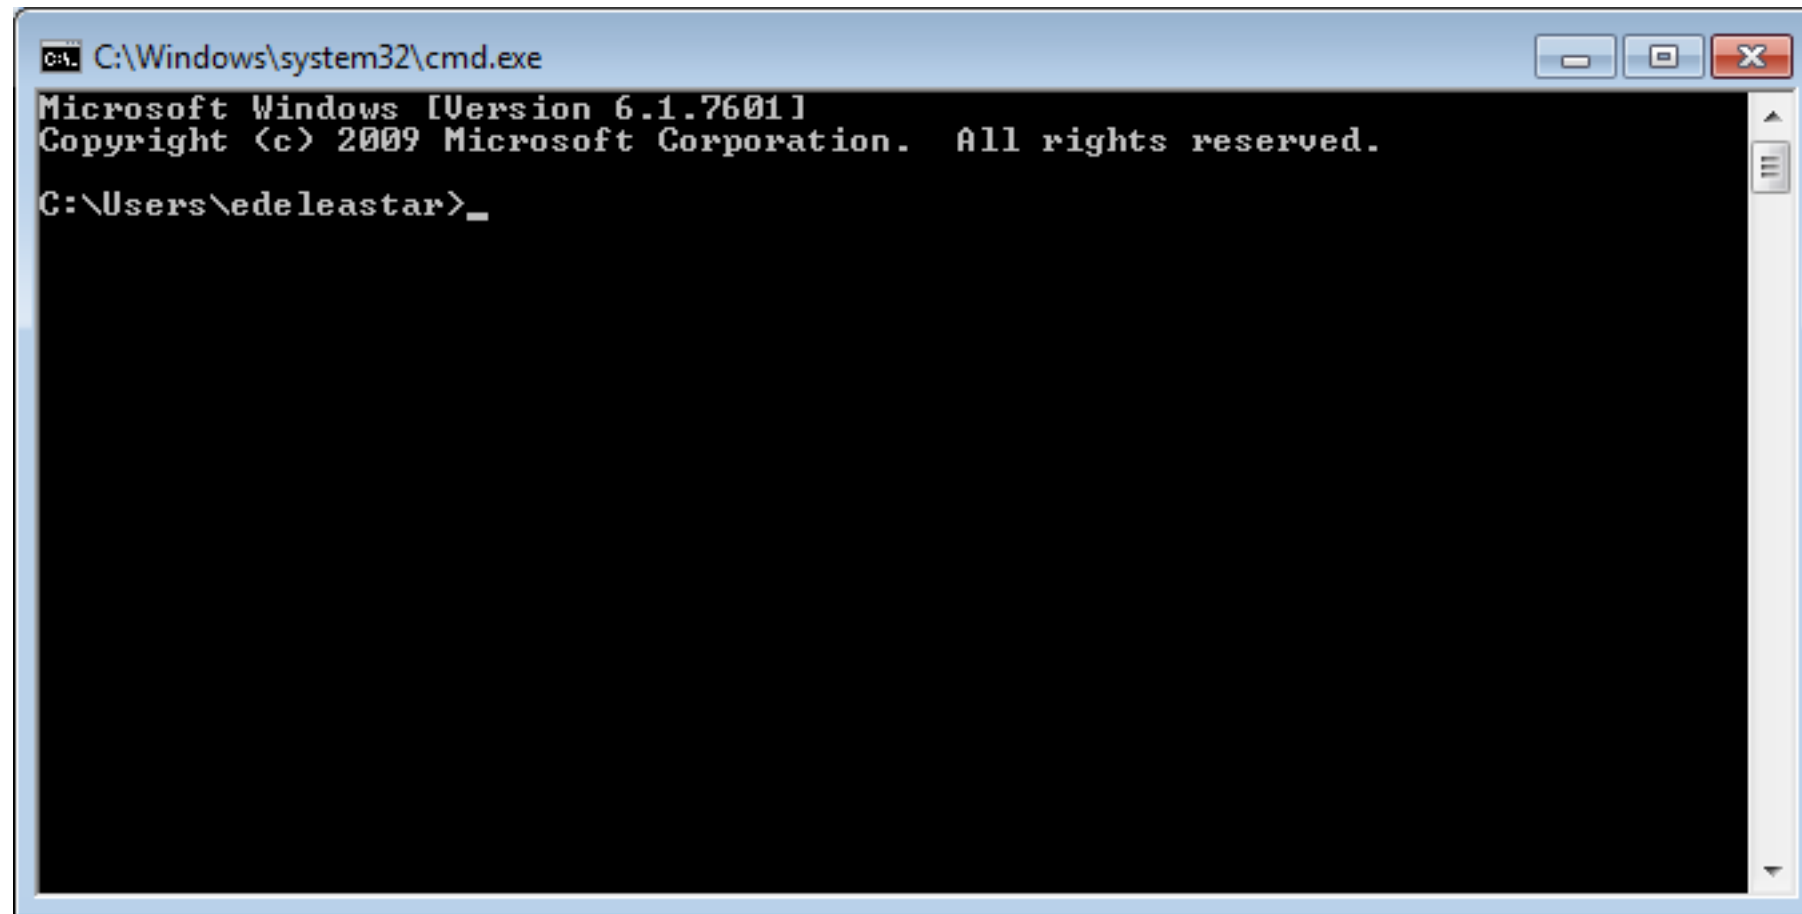 C:\Windows\system32\cmd.exe
Microsoft Windows [Version 6.1.7601]
Copyright (c) 2009 Microsoft Corporation.  All rights reserved.
C:\Users\edeleastar>_